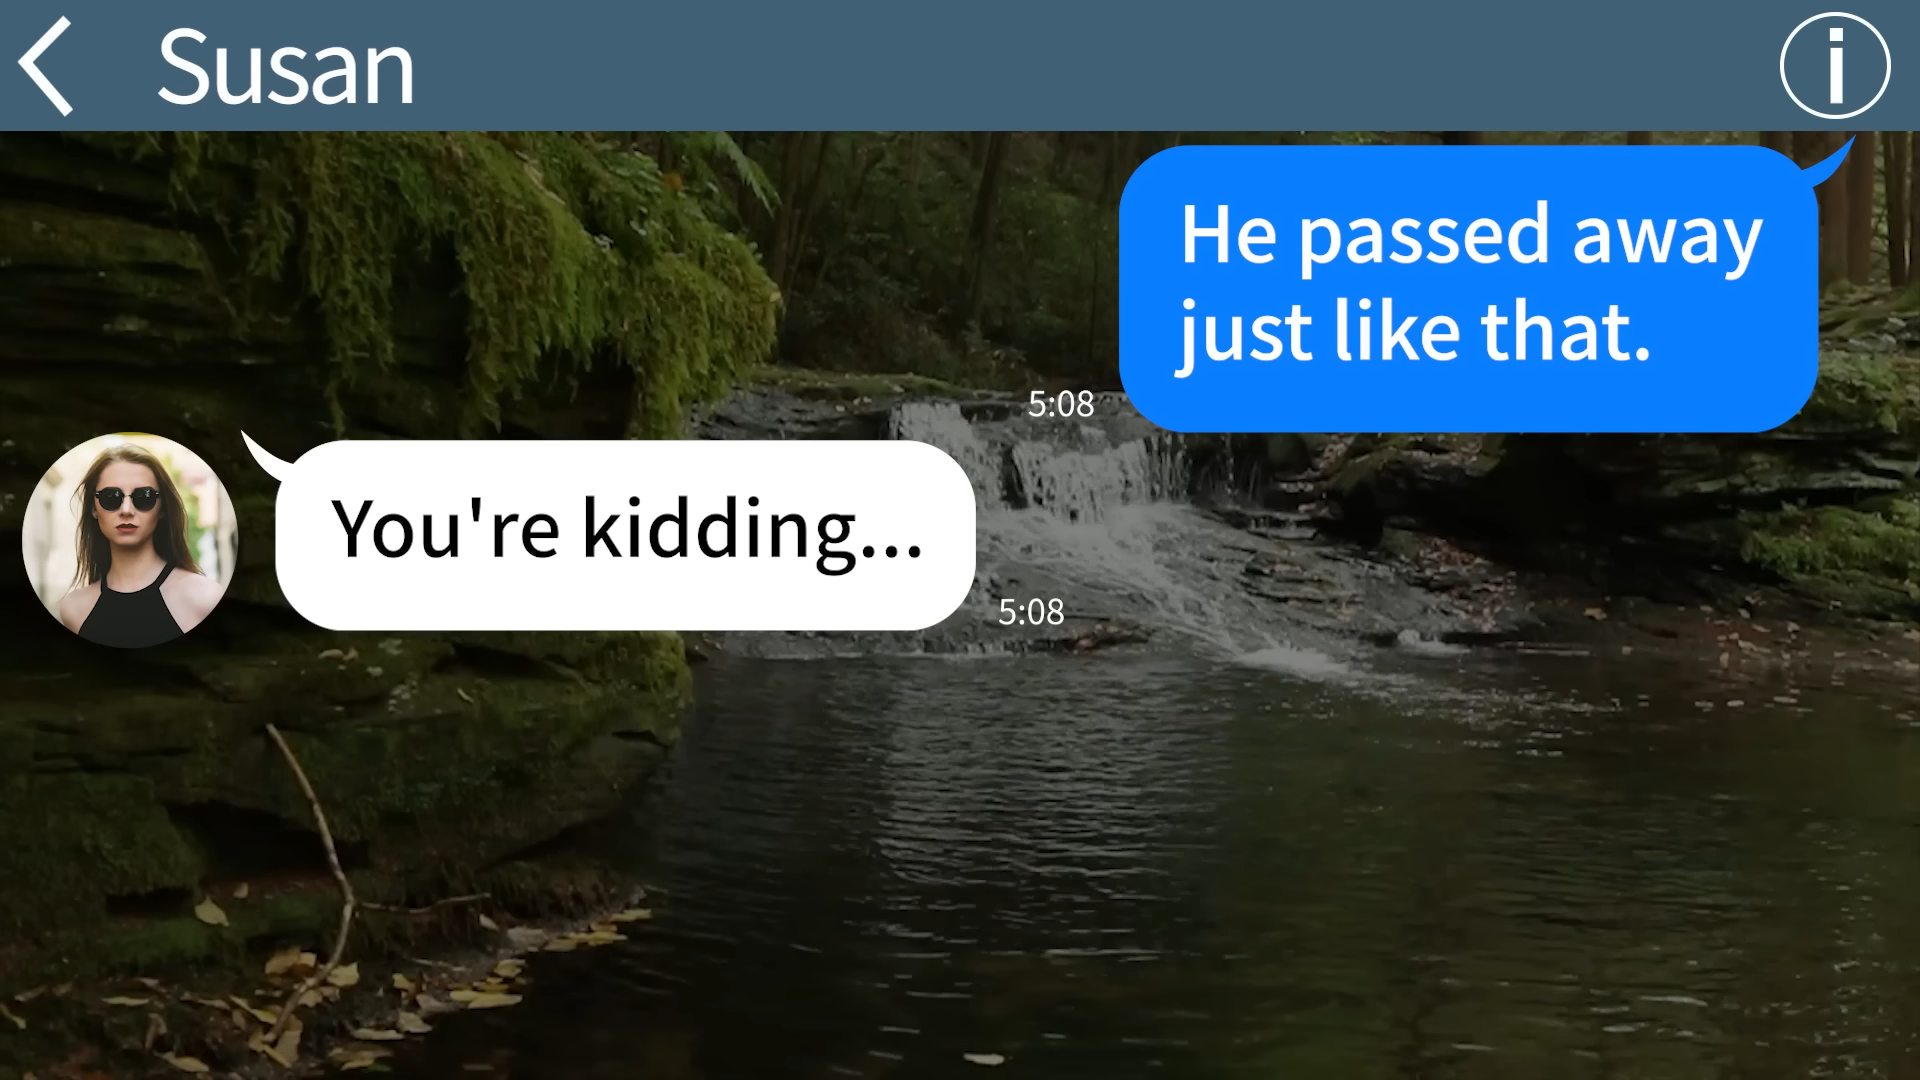 Susan
He passed away
just like that.
5:08
You're kidding...
5:08